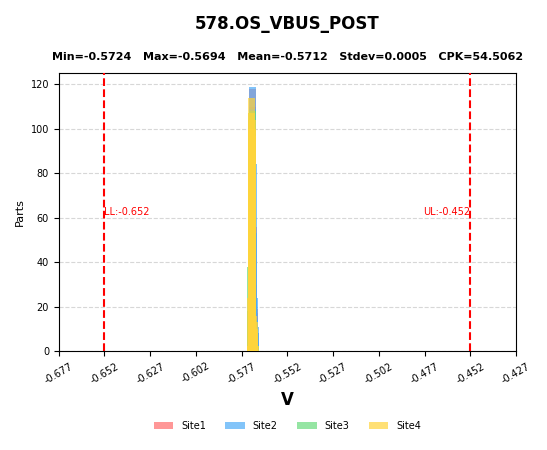 578.OS_VBUS_POST
Min=-0.5724 Max=-0.5694 Mean=-0.5712 Stdev=0.0005 CPK=54.5062
120
100
80
60
40
20
0
Parts
LL:-0.652
UL:-0.452
-0.677 -0.652 -0.627 -0.602 -0.577 -0.552 -0.527 -0.502 -0.477 -0.452 -0.427
V
Site1 Site2 Site3 Site4